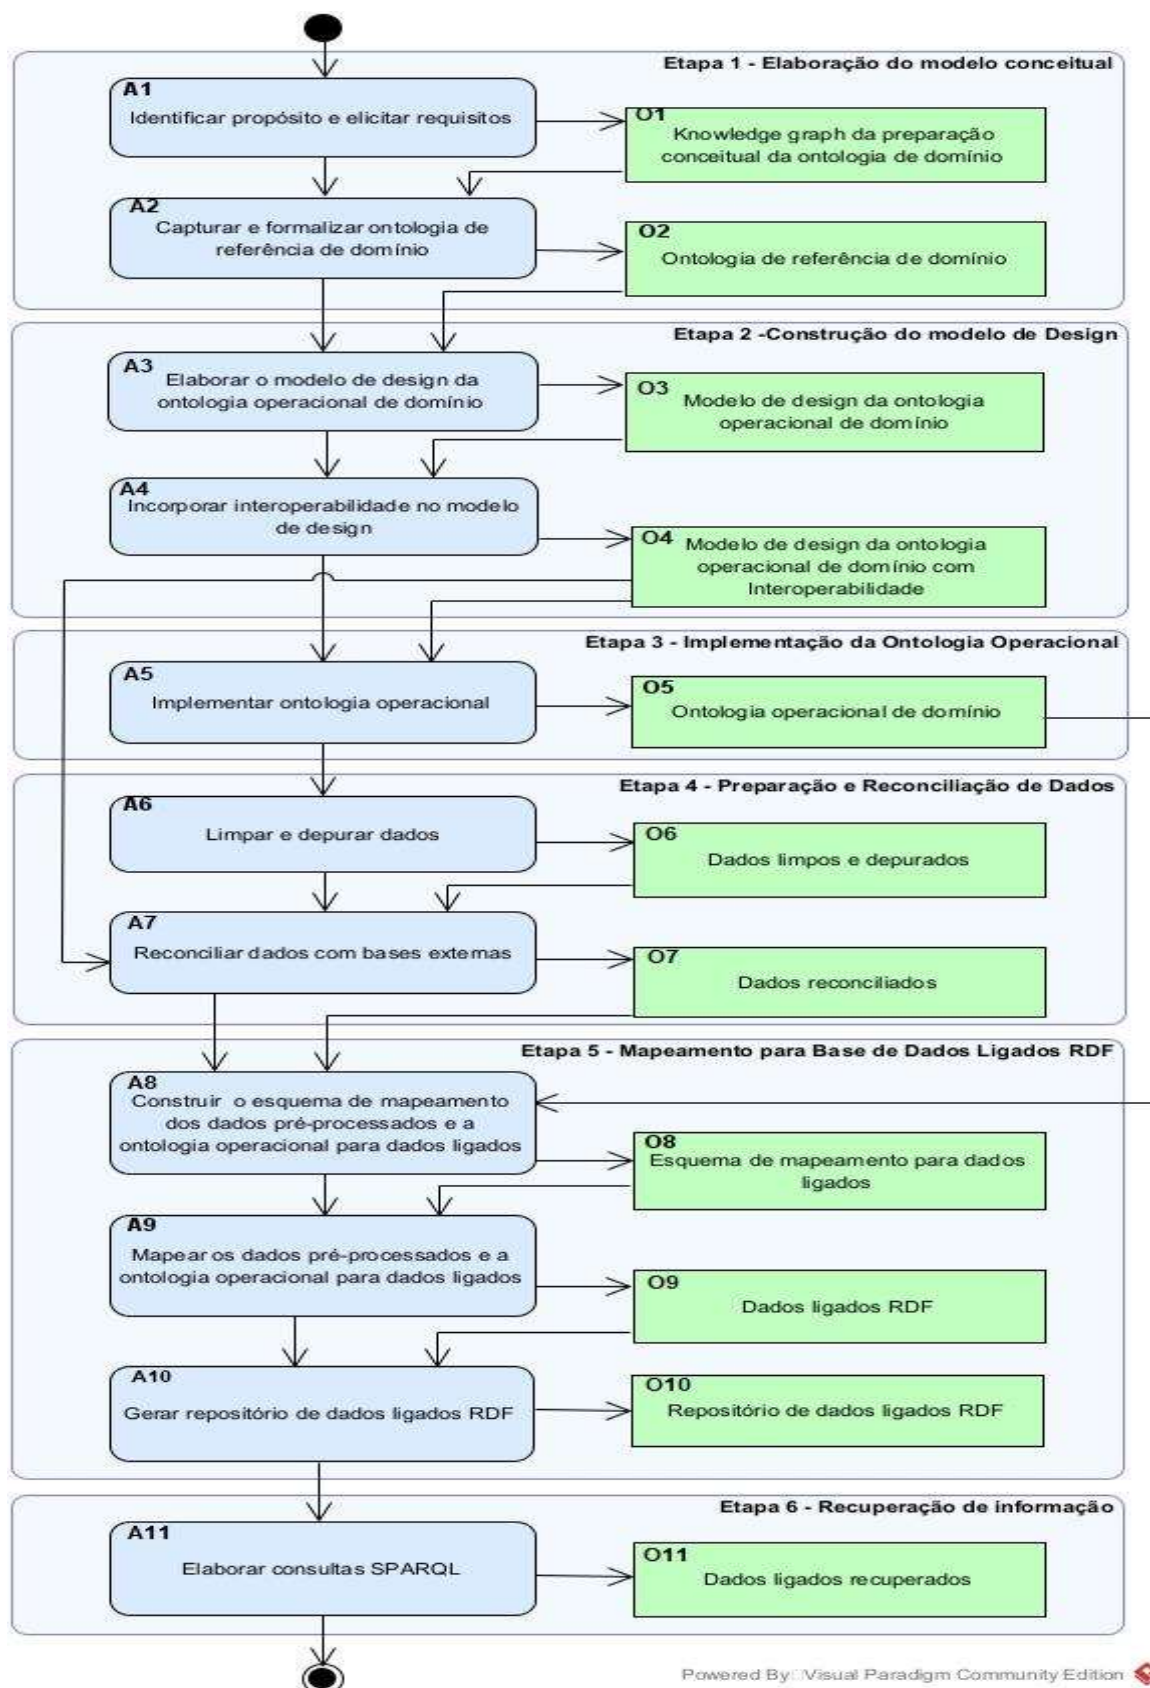 Etapa 1 - Elaboração do modelo conceitual
A1
Identificar propósito e elicitar requisitos
O1
Knowledge graph da preparação
conceitual da ontologia de domínio
A2
Capturar e formalizar ontologia de
referência de domínio
O2
Ontologia de referência de domínio
Etapa 2 -Construção do modelo de Design
A3
Elaborar o modelo de design da
ontologia operacional de domínio
O3
Modelo de design da ontologia
operacional de domínio
A4
Incorporar interoperabilidade no modelo
de design
O4
Modelo de design da ontologia
operacional de domínio com
Interoperabilidade
Etapa 3 - Implementação da Ontologia Operacional
A5
Implementar ontologia operacional
O5
Ontologia operacional de domínio
Etapa 4 - Preparação e Reconciliação de Dados
A6
Limpar e depurar dados
O6
Dados limpos e depurados
A7
Reconciliar dados com bases externas
O7
Dados reconciliados
Etapa 5 - Mapeamento para Base de Dados Ligados RDF
A8
Construir o esquema de mapeamento
dos dados pré-processados e a
ontologia operacional para dados ligados
O8
Esquema de mapeamento para dados
ligados
A9
Mapear os dados pré-processados e a
ontologia operacional para dados ligados
O9
Dados ligados RDF
A10
Gerar repositório de dados ligados RDF
O10
Repositório de dados ligados RDF
Etapa 6 - Recuperação de informação
A11
Elaborar consultas SPARQL
O11
Dados ligados recuperados
Powered By Visual Paradigm Community Edition